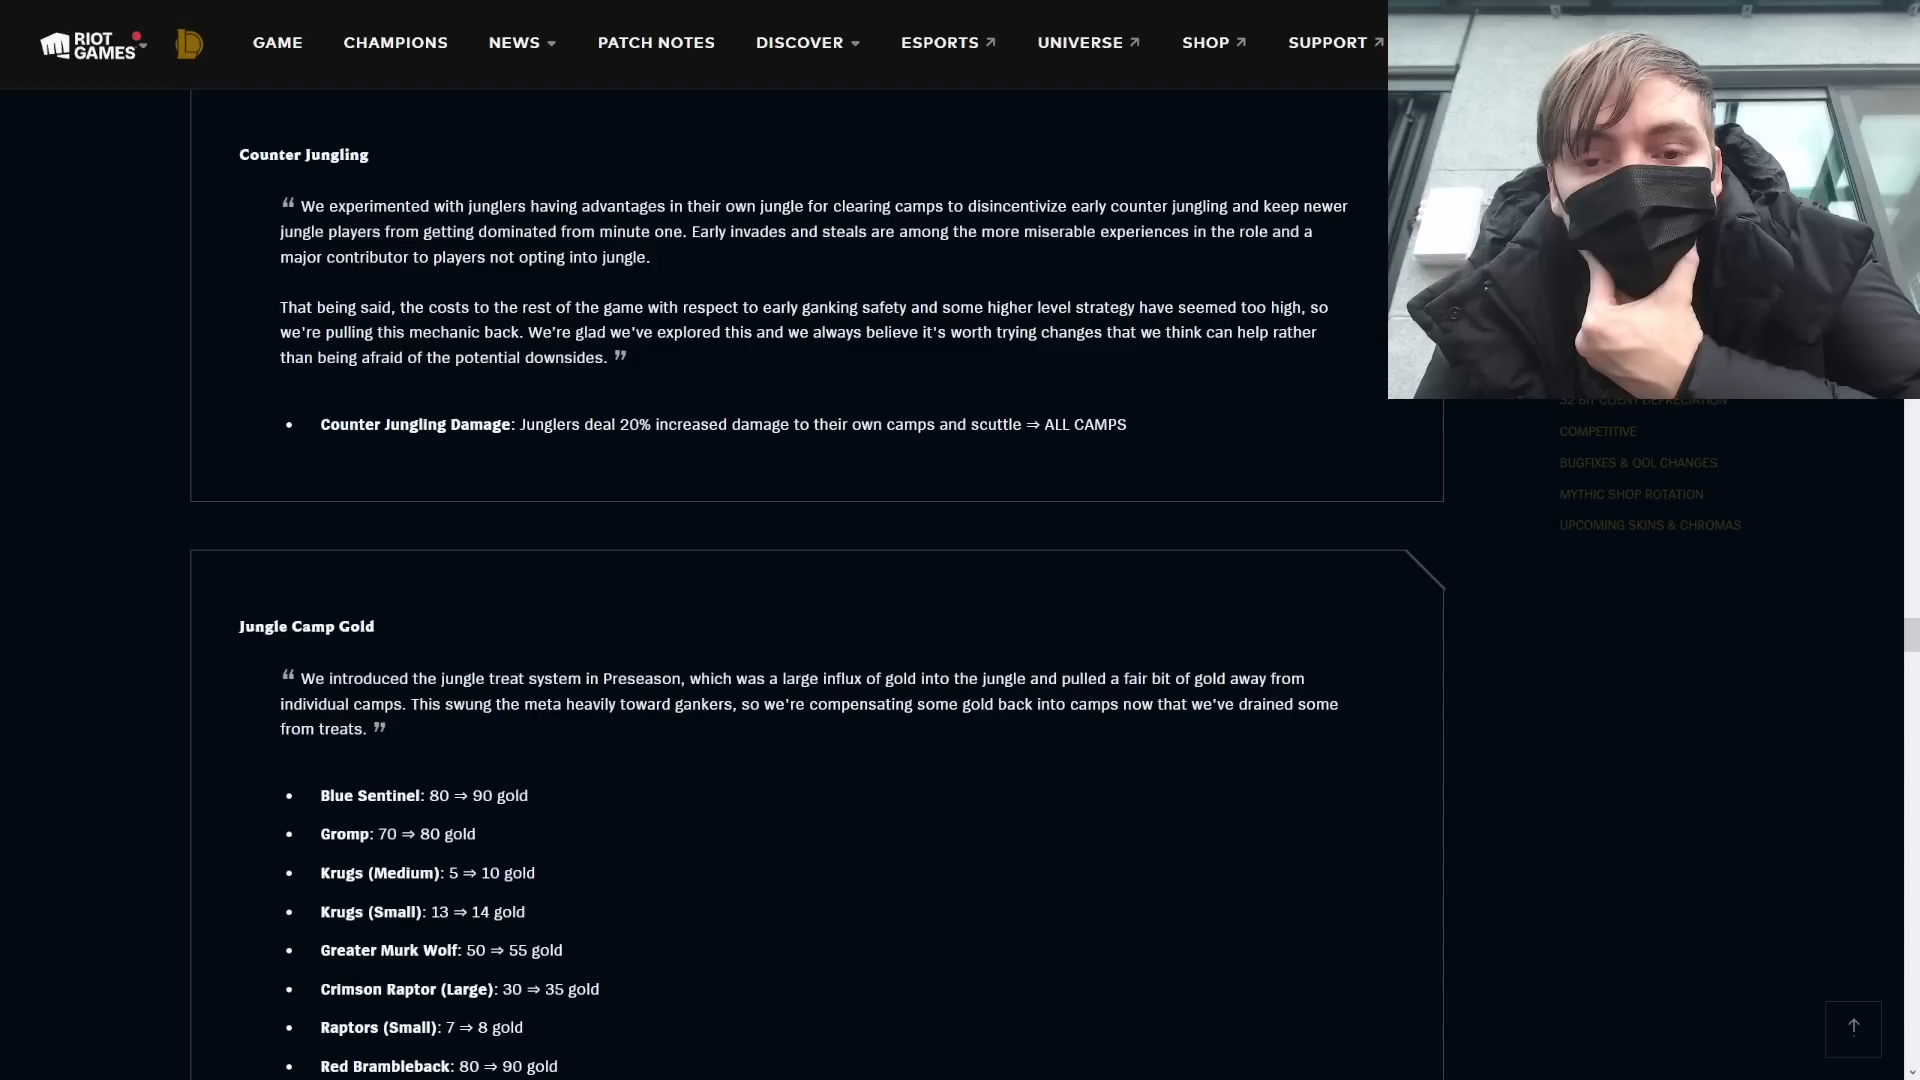 RIOT GAMES
GAME CHAMPIONS NEWS PATCH NOTES DISCOVER ESPORTS UNIVERSE SHOP SUPPORT
Counter Jungling
“ We experimented with junglers having advantages in their own jungle for clearing camps to disincentivize early counter jungling and keep newer
jungle players from getting dominated from minute one. Early invades and steals are among the more miserable experiences in the role and a
major contributor to players not opting into jungle.
That being said, the costs to the rest of the game with respect to early ganking safety and some higher level strategy have seemed too high, so
we're pulling this mechanic back. We’re glad we've explored this and we always believe it's worth trying changes that we think can help rather
than being afraid of the potential downsides. ”
• Counter Jungling Damage: Junglers deal 20% increased damage to their own camps and scuttle ⇒ ALL CAMPS
Jungle Camp Gold
“ We introduced the jungle treat system in Preseason, which was a large influx of gold into the jungle and pulled a fair bit of gold away from
individual camps. This swung the meta heavily toward gankers, so we're compensating some gold back into camps now that we've drained some
from treats. ”
• Blue Sentinel: 80 ⇒ 90 gold
• Gromp: 70 ⇒ 80 gold
• Krugs (Medium): 5 ⇒ 10 gold
• Krugs (Small): 13 ⇒ 14 gold
• Greater Murk Wolf: 50 ⇒ 55 gold
• Crimson Raptor (Large): 30 ⇒ 35 gold
• Raptors (Small): 7 ⇒ 8 gold
• Red Brambleback: 80 ⇒ 90 gold
32 BIT CLIENT DEPRECIATION
COMPETITIVE
BUGFIXES & QOL CHANGES
MYTHIC SHOP ROTATION
UPCOMING SKINS & CHROMAS